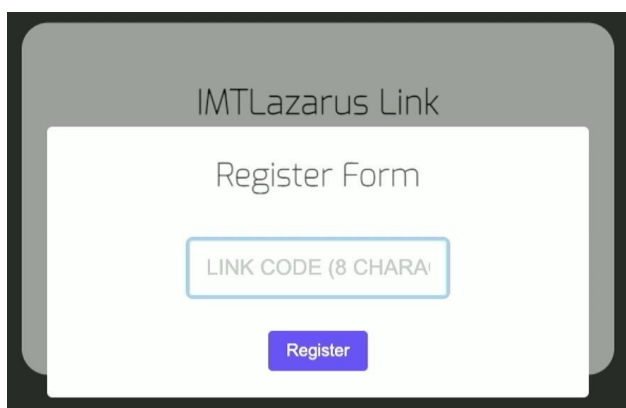 IMTLazarus Link
Register Form
LINK CODE (8 CHARA
Register